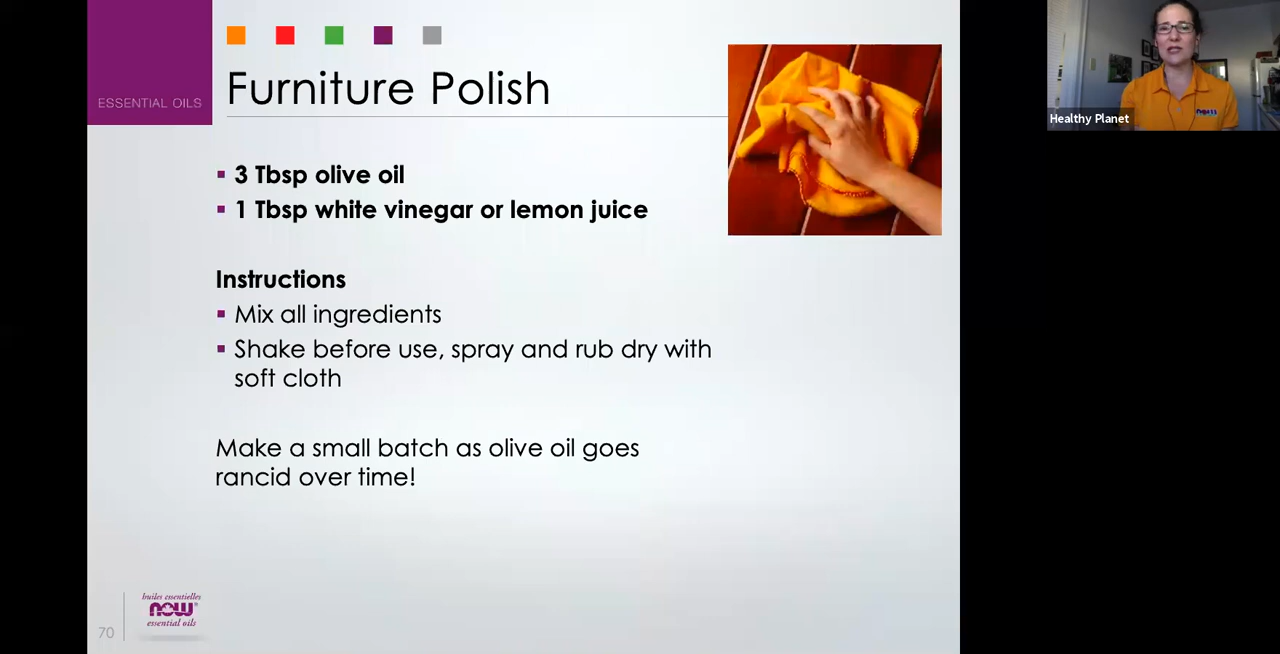 ESSENTIAL OILS
Furniture Polish
3 Tbsp olive oil
1 Tbsp white vinegar or lemon juice
Instructions
Mix all ingredients
Shake before use, spray and rub dry with
soft cloth
Make a small batch as olive oil goes
rancid over time!
70
huiles essentielles
NOW®
essential oils
Healthy Planet